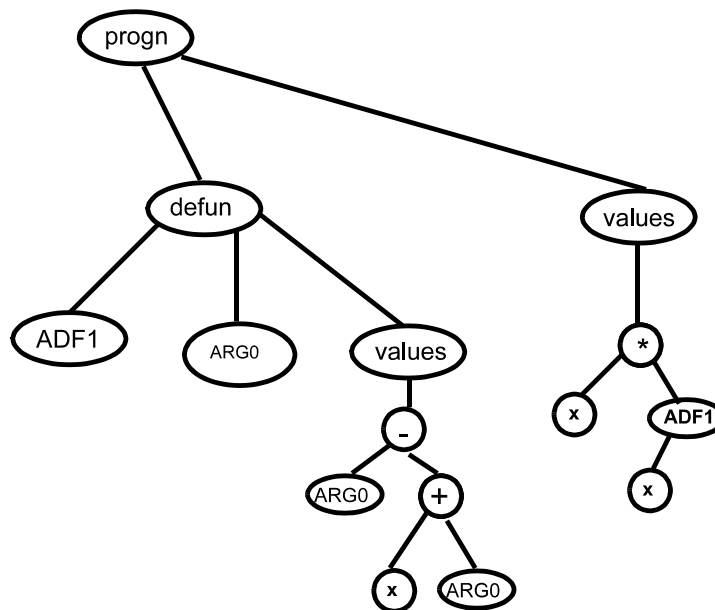 progn
defun
values
ADF1
ARG0
values
*
x
ADF1
-
x
ARG0
+
x
ARG0